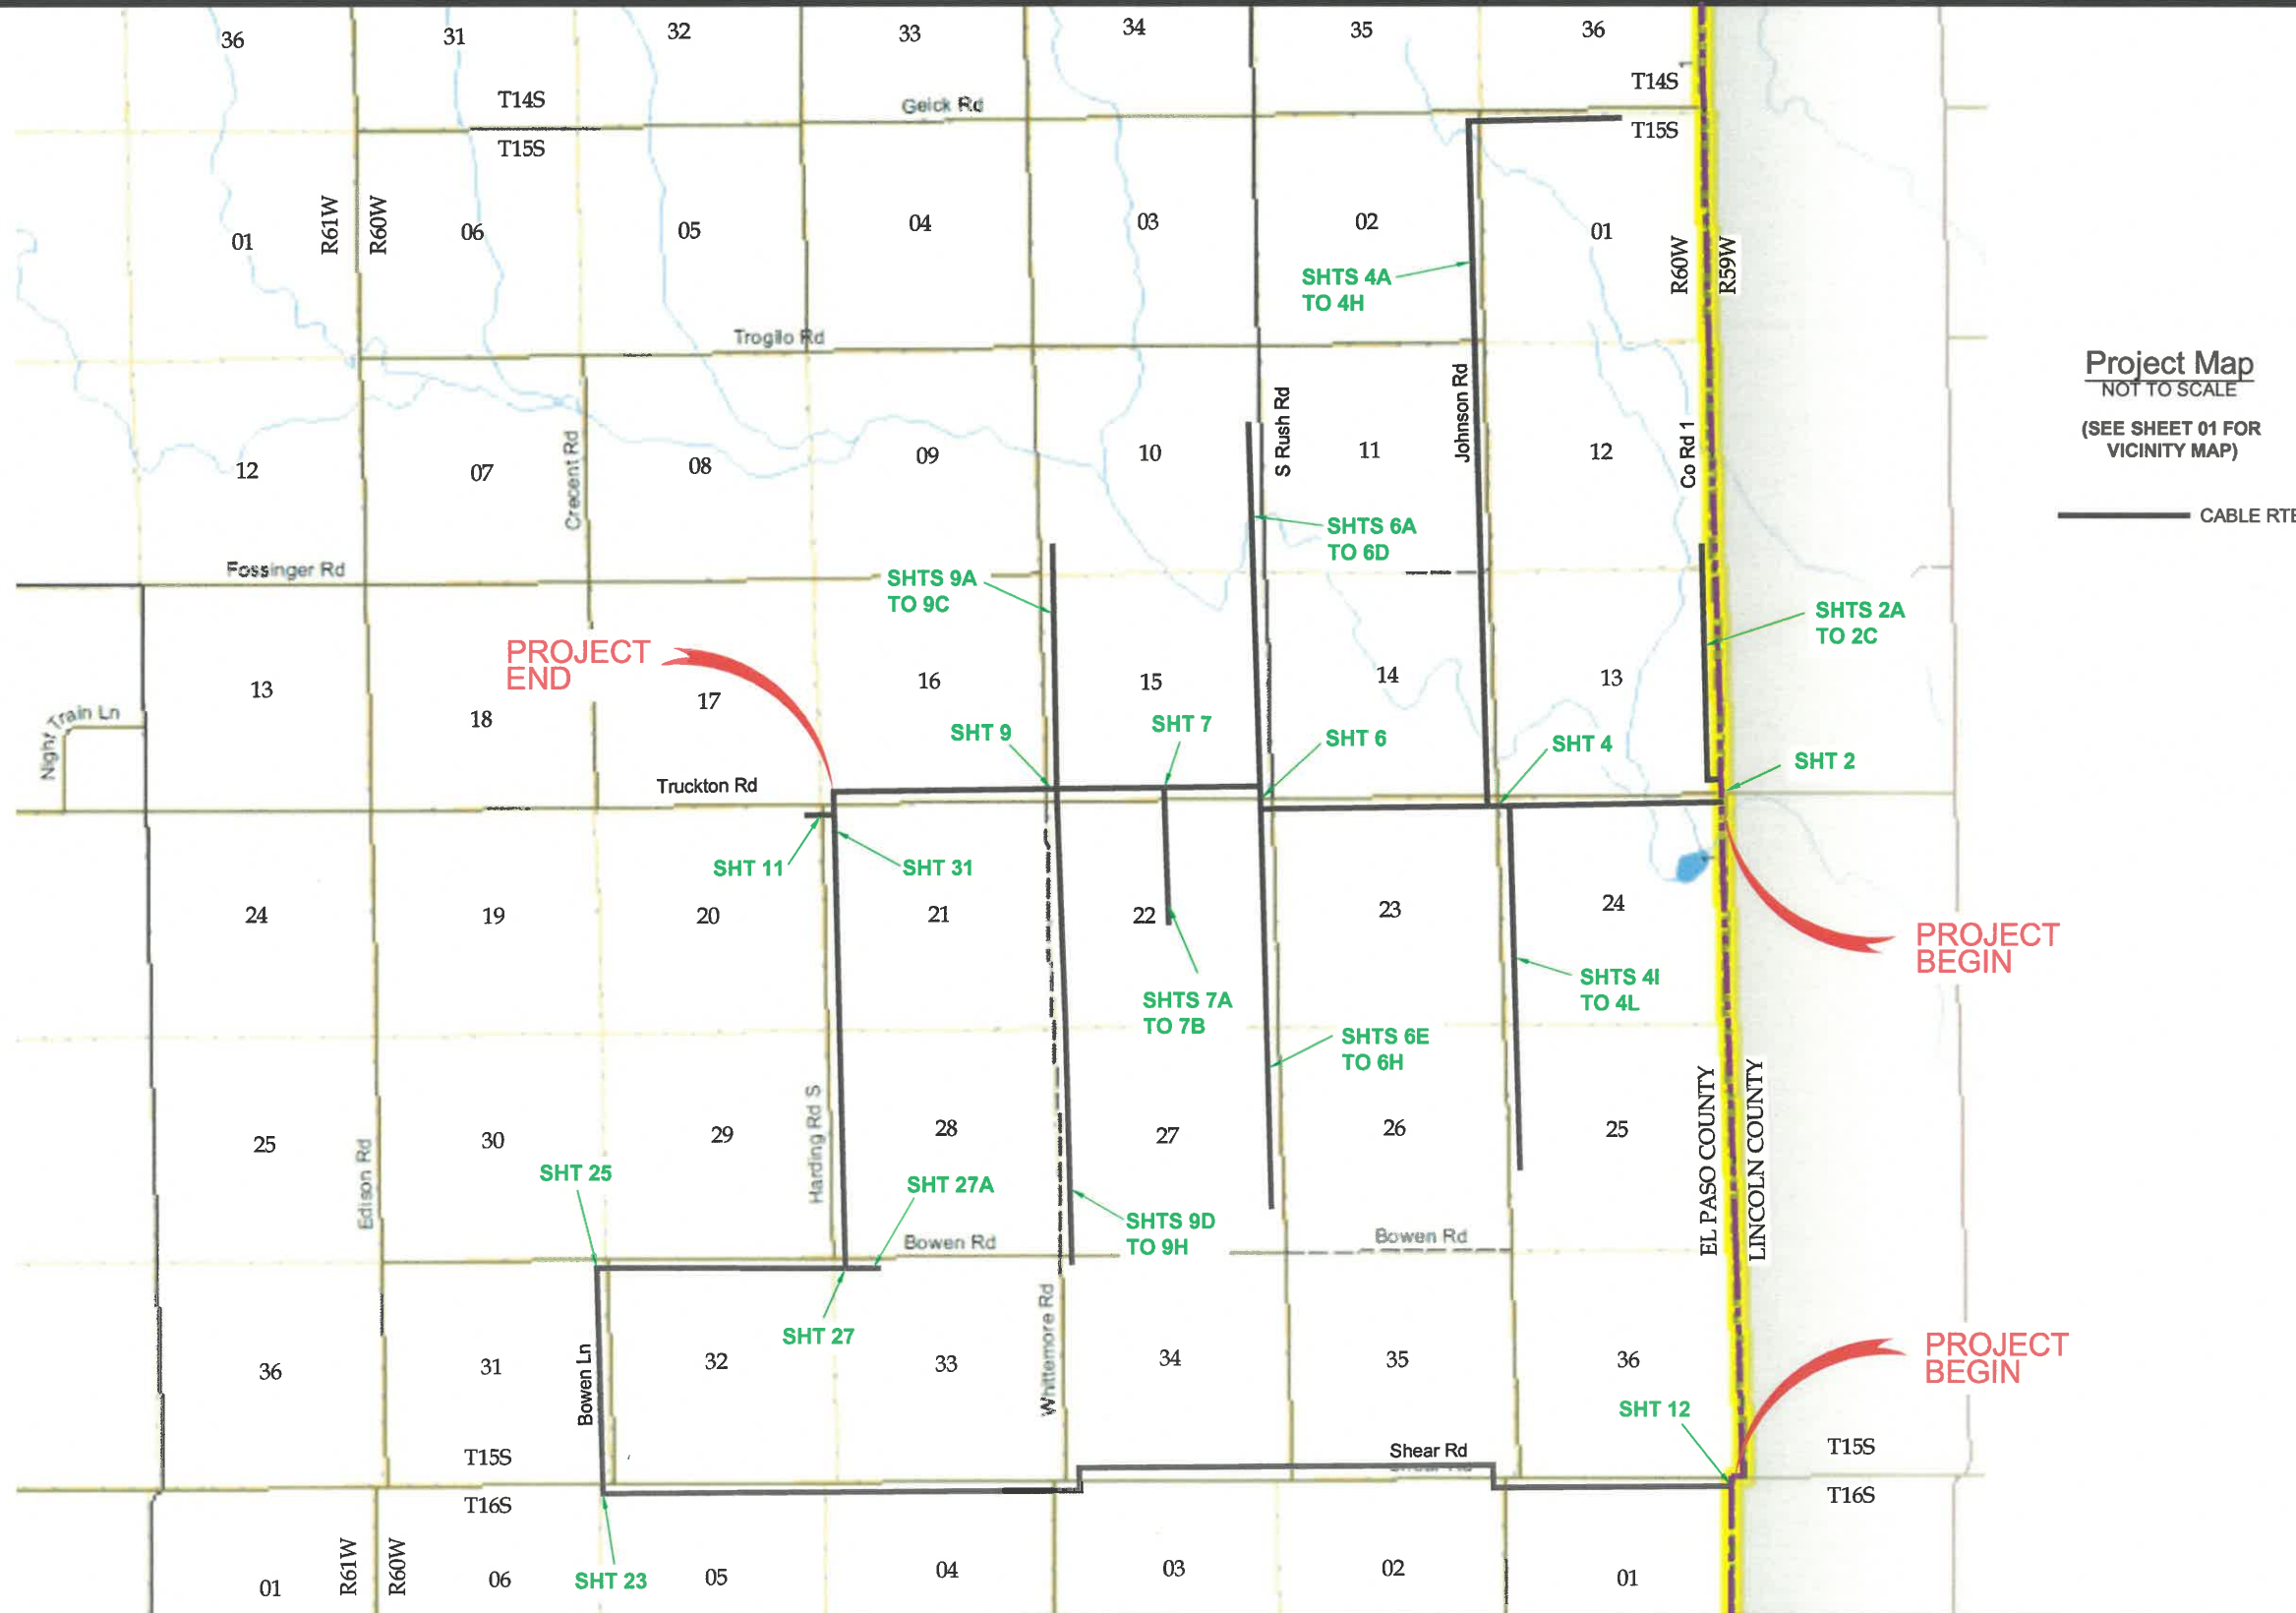 36
31
32
33
34
35
36
T14S
T14S
Geick Rd
T15S
T15S
R61W
R60W
01
06
05
04
03
02
01
R60W
R59W
SHTS 4A
TO 4H
Troglio Rd
Project Map
NOT TO SCALE
(SEE SHEET 01 FOR
VICINITY MAP)
CABLE RTE
Crecent Rd
S Rush Rd
Johnson Rd
Co Rd 1
12
07
08
09
10
11
12
SHTS 6A
TO 6D
Fossinger Rd
SHTS 9A
TO 9C
SHTS 2A
TO 2C
PROJECT
END
13
18
17
16
15
14
13
Night Train Ln
SHT 9
SHT 7
SHT 6
SHT 4
SHT 2
Truckton Rd
SHT 11
SHT 31
24
19
20
21
22
23
24
PROJECT
BEGIN
SHTS 7A
TO 7B
SHTS 4I
TO 4L
SHTS 6E
TO 6H
EL PASO COUNTY
LINCOLN COUNTY
25
30
29
28
27
26
25
Edison Rd
Harding Rd S
SHT 25
SHT 27A
SHTS 9D
TO 9H
Bowen Rd
Bowen Rd
SHT 27
Whittemore Rd
Bowen Ln
36
31
32
33
34
35
36
PROJECT
BEGIN
SHT 12
Shear Rd
T15S
T15S
T16S
T16S
R61W
R60W
01
06
SHT 23
05
04
03
02
01